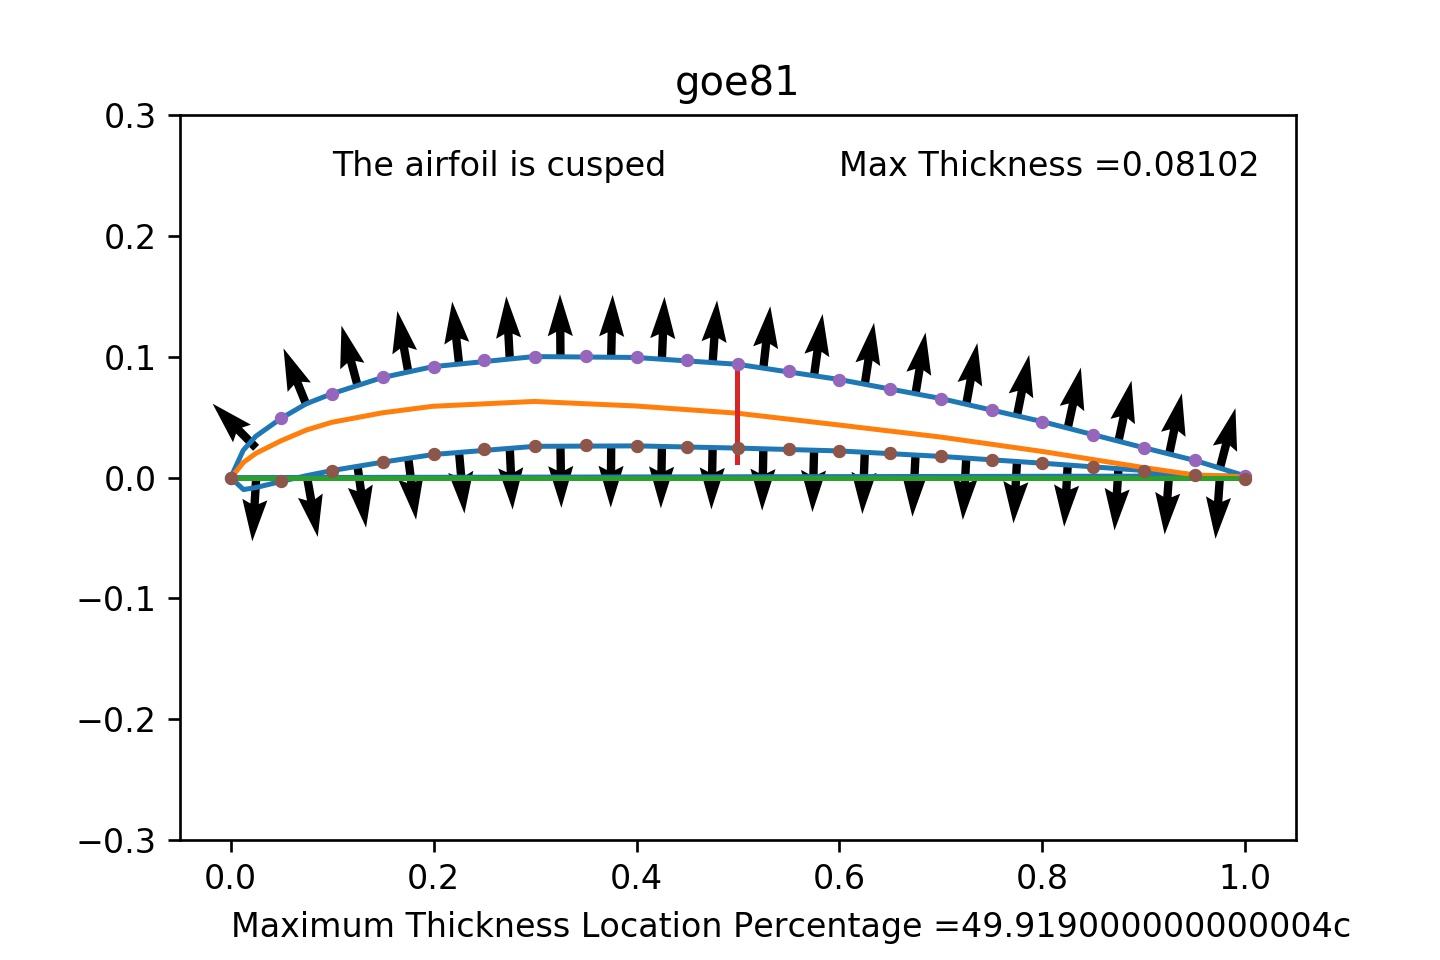 goe81
The airfoil is cusped
Max Thickness =0.08102
0.3
0.2
0.1
0.0
−0.1
−0.2
−0.3
0.0 0.2 0.4 0.6 0.8 1.0
Maximum Thickness Location Percentage =49.919000000000004c